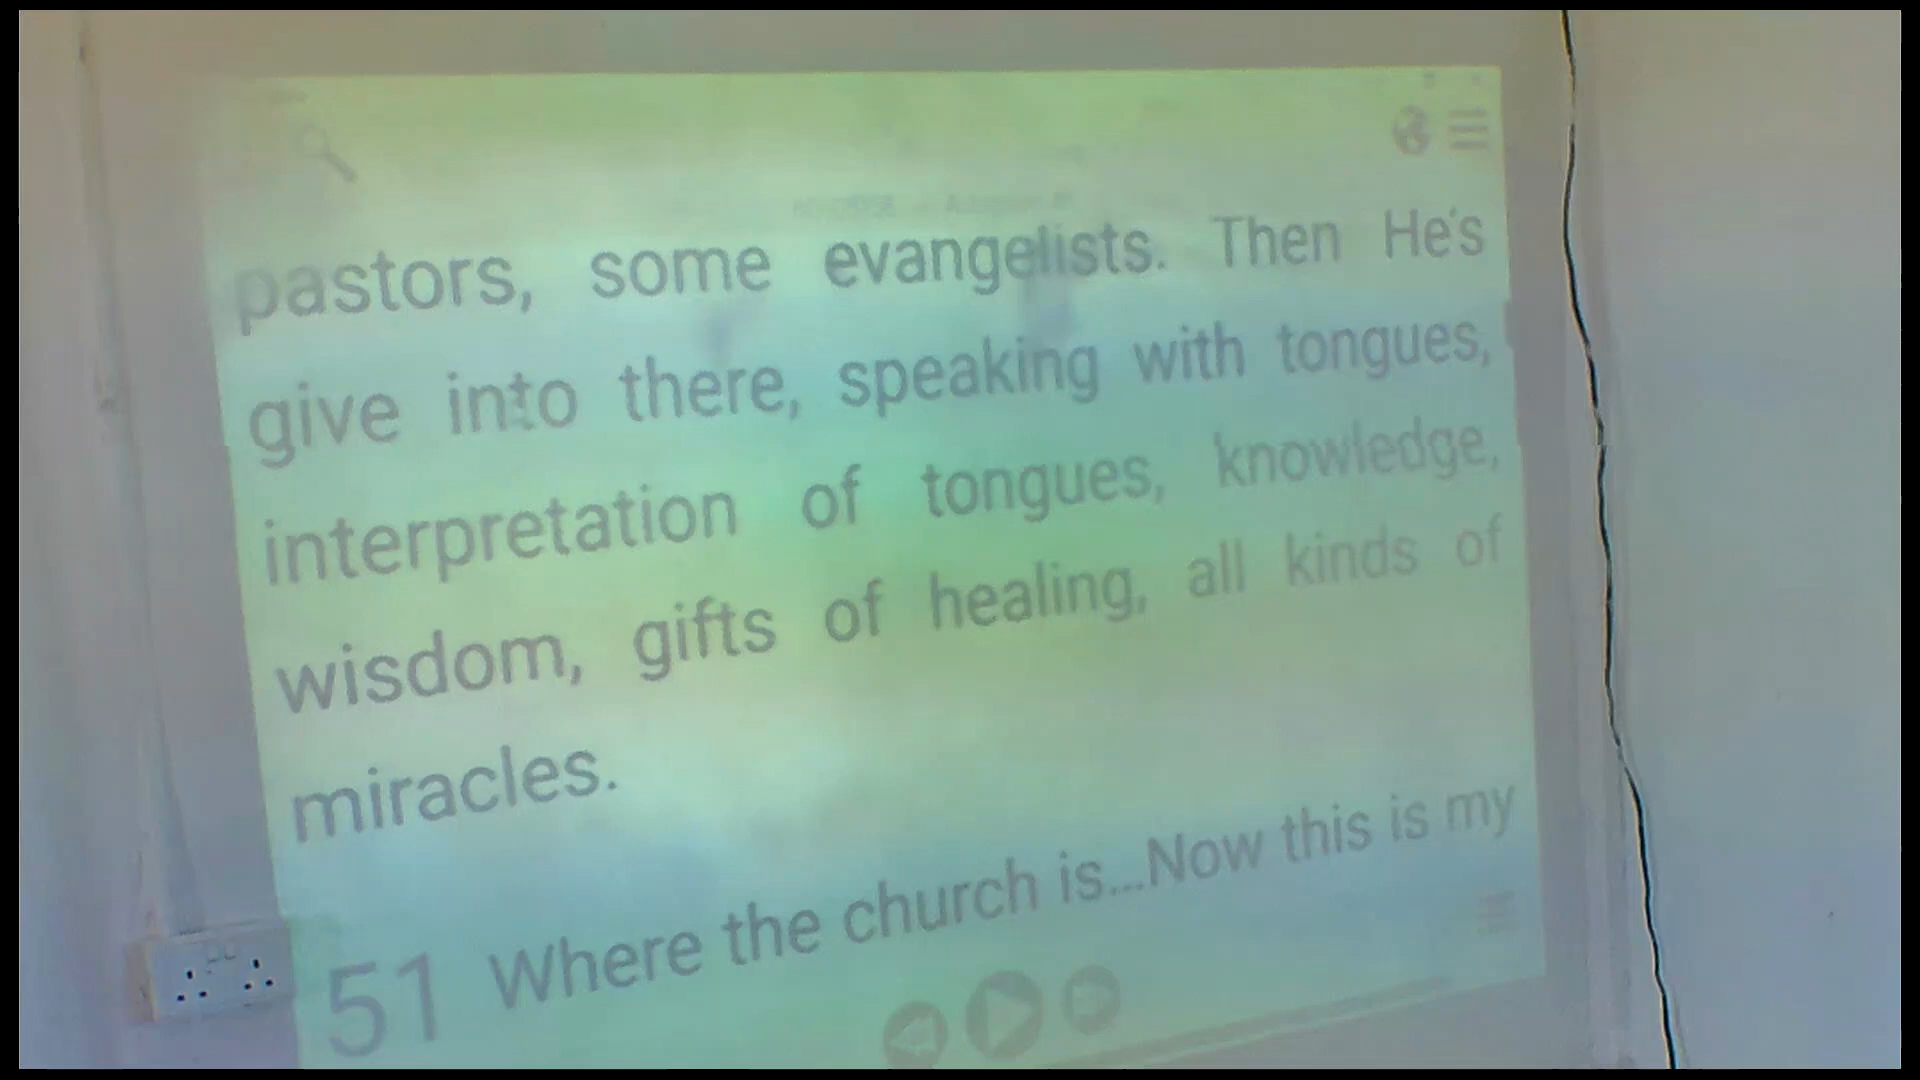 pastors, some evangelists. Then He's
give into there, speaking with tongues,
interpretation of tongues, knowledge,
wisdom, gifts of healing, all kinds of
miracles.
51 Where the church is...Now this is my